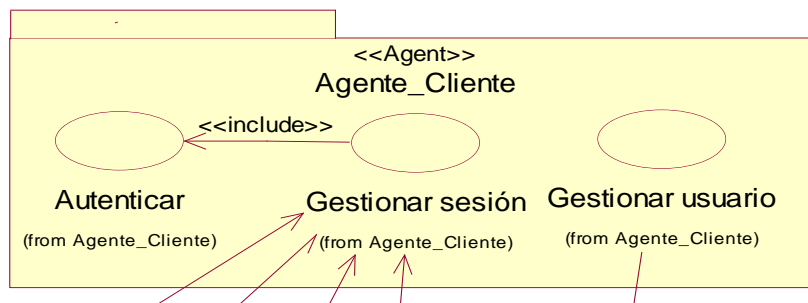 <<Agent>>
Agente_Cliente
<<include>>
Autenticar
(from Agente_Cliente)
Gestionar sesión
(from Agente_Cliente)
Gestionar usuario
(from Agente_Cliente)